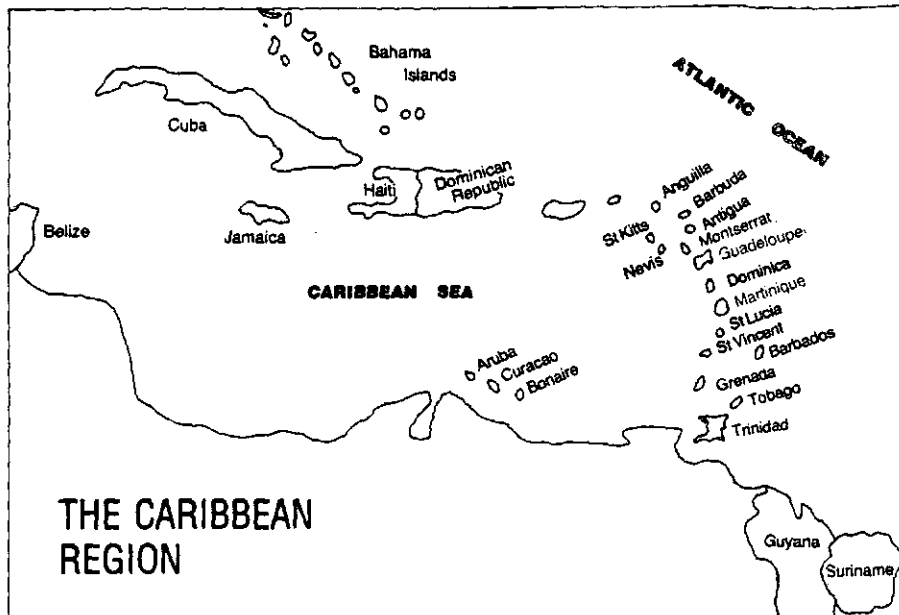 Bahama
Islands
ATLANTIC OCEAN
Cuba
Haiti
Dominican
Republic
Anguilla
Barbuda
Antigua
St Kitts
Montserrat
Nevis
Guadeloupe
Belize
Jamaica
Dominica
CARIBBEAN SEA
Martinique
St Lucia
St Vincent
Barbados
Aruba
Curacao
Bonaire
Grenada
Tobago
Trinidad
THE CARIBBEAN
REGION
Guyana
Suriname